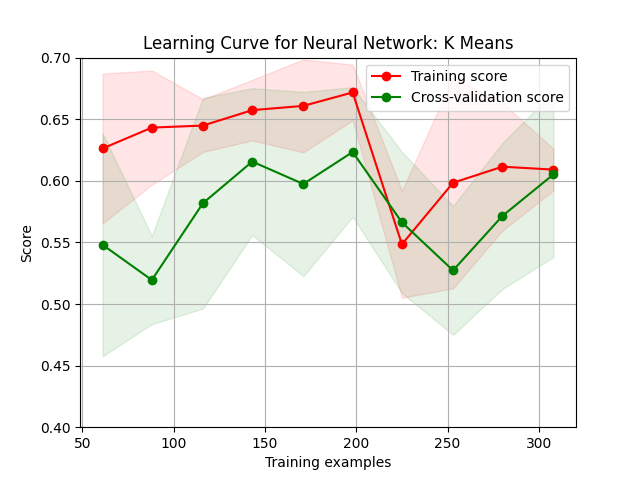 Learning Curve for Neural Network: K Means
Training score
Cross-validation score
0.70
0.65
0.60
0.55
0.50
0.45
0.40
Score
50
100
150
200
250
300
Training examples